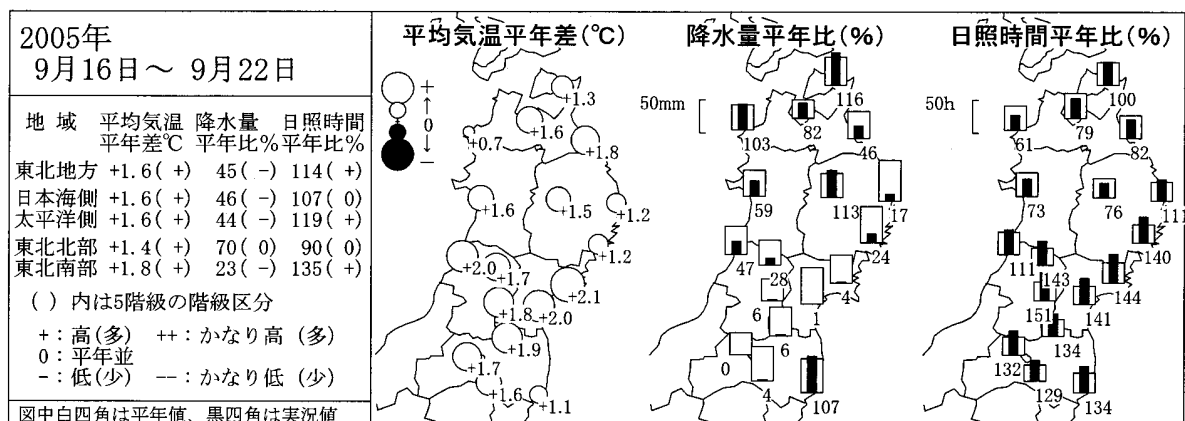 2005年
9月16日～ 9月22日
地 域 平均気温 降水量 日照時間
平年差℃ 平年比% 平年比%
東北地方 +1.6( +) 45( -) 114( +)
日本海側 +1.6( +) 46( -) 107( 0)
太平洋側 +1.6( +) 44( -) 119( +)
東北北部 +1.4( +) 70( 0) 90( 0)
東北南部 +1.8( +) 23( -) 135( +)
( ) 内は5階級の階級区分
+ : 高(多) ++ : かなり高 (多)
0 : 平年並
- : 低(少) -- : かなり低 (少)
図中白四角は平年値、黒四角は実況値
平均気温平年差(℃)
+
↑
0
↓
-
+1.3
+1.6
+0.7
+1.8
+1.6
+1.5
+1.2
+1.2
+2.0
+1.7
+2.1
+1.8
+2.0
+1.9
+1.7
+1.6
+1.1
降水量平年比(%)
50mm
116
82
103
46
59
113
17
24
47
28
4
6
1
6
0
4
107
日照時間平年比(%)
50h
100
79
61
82
73
76
111
140
111
143
144
151
141
134
132
129
134